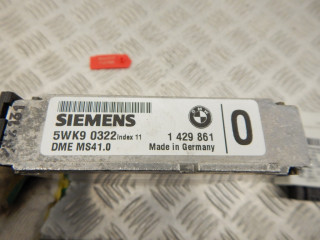 SIEMENS
5WK9 0322 Index 11
1 429 861
DME MS41.0
Made in Germany
0